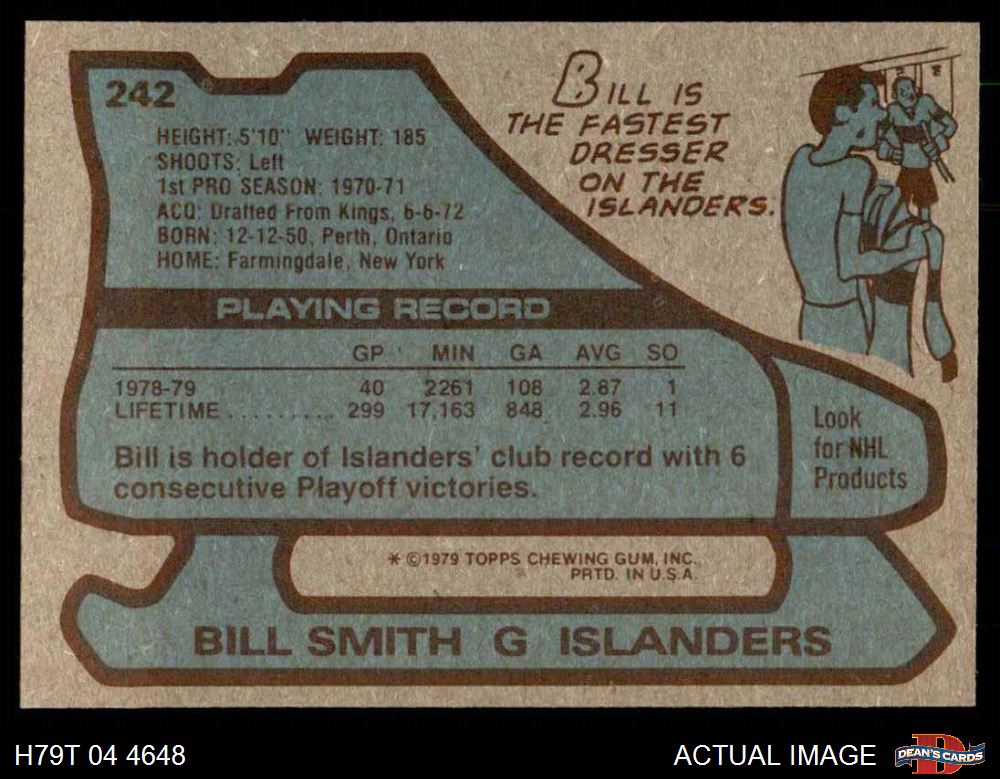 242
HEIGHT: 5'10" WEIGHT: 185
SHOOTS: Left
1st PRO SEASON: 1970-71
ACQ: Drafted From Kings, 6-6-72
BORN: 12-12-50, Perth, Ontario
HOME: Farmingdale, New York
BILL IS
THE FASTEST
DRESSER
ON THE
ISLANDERS.
PLAYING RECORD
GP MIN GA AVG SO
1978-79 40 2261 108 2.87 1
LIFETIME .......... 299 17,163 848 2.96 11
Bill is holder of Islanders' club record with 6
consecutive Playoff victories.
Look
for NHL
Products
* ©1979 TOPPS CHEWING GUM, INC.
PRTD. IN U.S.A.
BILL SMITH G ISLANDERS
H79T 04 4648
ACTUAL IMAGE
DEAN'S CARDS